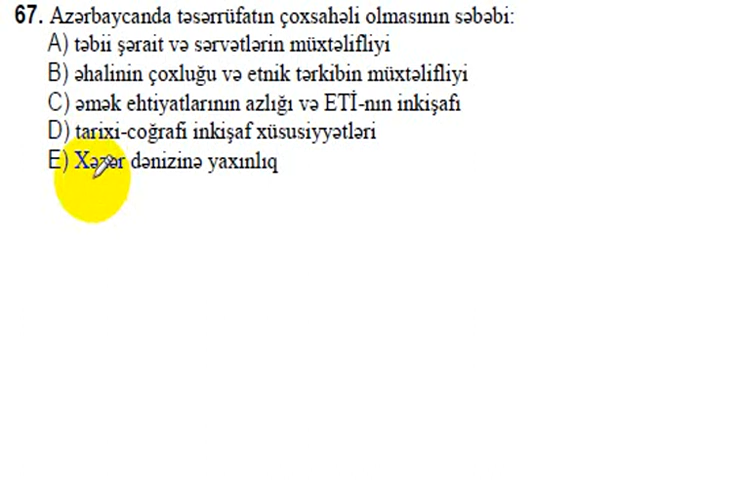 67. Azərbaycanda təsərrüfatın çoxsahəli olmasının səbəbi:
A) təbii şərait və sərvətlərin müxtəlifliyi
B) əhalinin çoxluğu və etnik tərkibin müxtəlifliyi
C) əmək ehtiyatlarının azlığı və ETİ-nın inkişafı
D) tarixi-coğrafi inkişaf xüsusiyyətləri
E) Xəzər dənizinə yaxınlıq